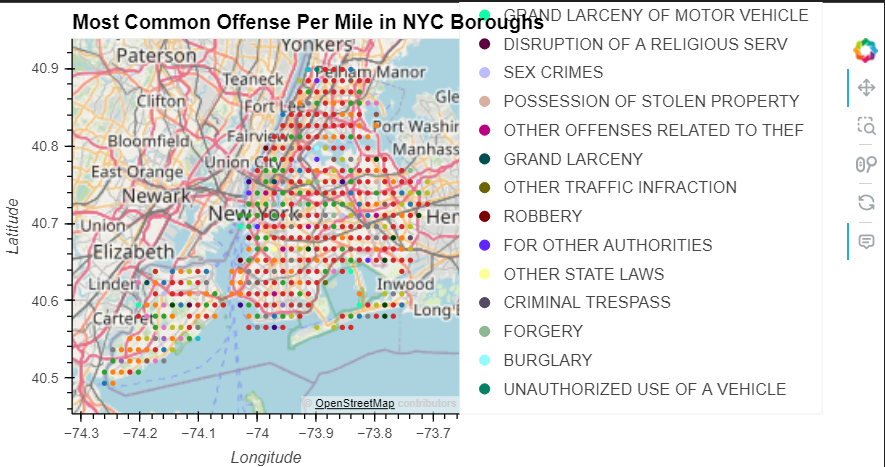 Most Common Offense Per Mile in NYC Boroughs
GRAND LARCENY OF MOTOR VEHICLE
DISRUPTION OF A RELIGIOUS SERV
SEX CRIMES
POSSESSION OF STOLEN PROPERTY
OTHER OFFENSES RELATED TO THEF
GRAND LARCENY
OTHER TRAFFIC INFRACTION
ROBBERY
FOR OTHER AUTHORITIES
OTHER STATE LAWS
CRIMINAL TRESPASS
FORGERY
BURGLARY
UNAUTHORIZED USE OF A VEHICLE
Latitude
40.9
40.8
40.7
40.6
40.5
Yonkers
Paterson
Teaneck
Pelham Manor
Clifton
Fort Lee
Gle
Fairview
Port Washin
Bloomfield
Manhass
Union City
East Orange
Newark
New York
Hem
Union
Elizabeth
Linden
Inwood
Carteret
Long B
© OpenStreetMap contributors
−74.3
−74.2
−74.1
−74
−73.9
−73.8
−73.7
Longitude